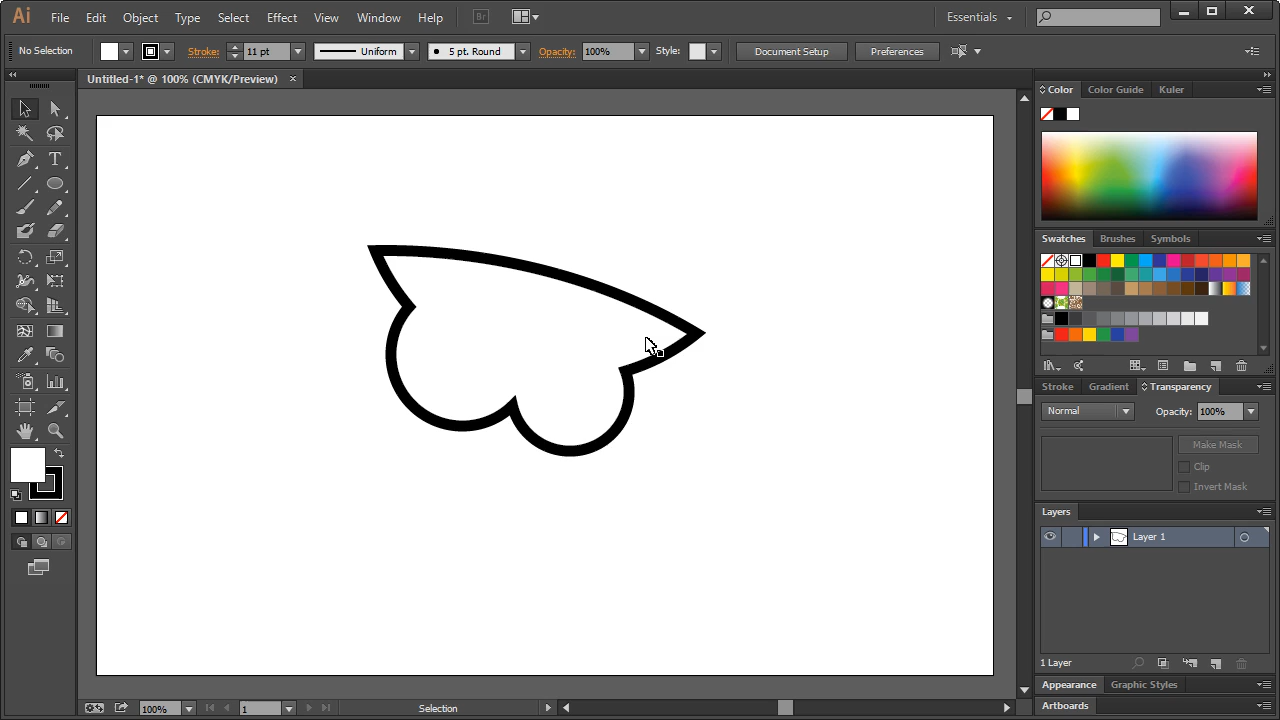 Ai File Edit Object Type Select Effect View Window Help Br Essentials
No Selection Stroke: 11 pt Uniform 5 pt. Round Opacity: 100% Style: Document Setup Preferences
Untitled-1* @ 100% (CMYK/Preview)
Color Color Guide Kuler
Swatches Brushes Symbols
Stroke Gradient Transparency
Normal Opacity: 100%
Make Mask
Clip
Invert Mask
Layers
Layer 1
1 Layer
Appearance Graphic Styles
Artboards
100% 1 Selection